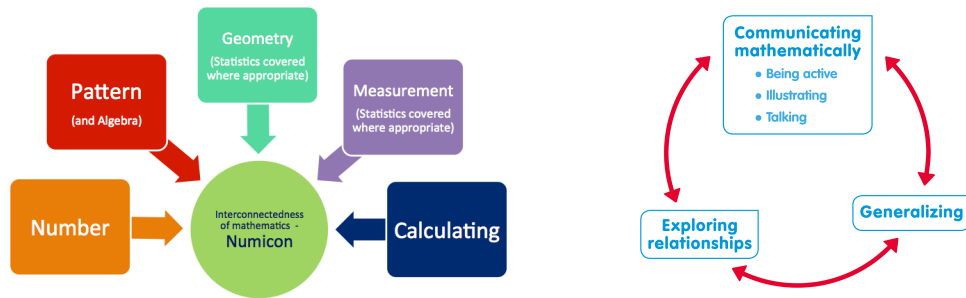 Geometry
(Statistics covered
where appropriate)
Pattern
(and Algebra)
Measurement
(Statistics covered
where appropriate)
Number
Interconnectedness
of mathematics -
Numicon
Calculating
Communicating
mathematically
• Being active
• Illustrating
• Talking
Exploring
relationships
Generalizing